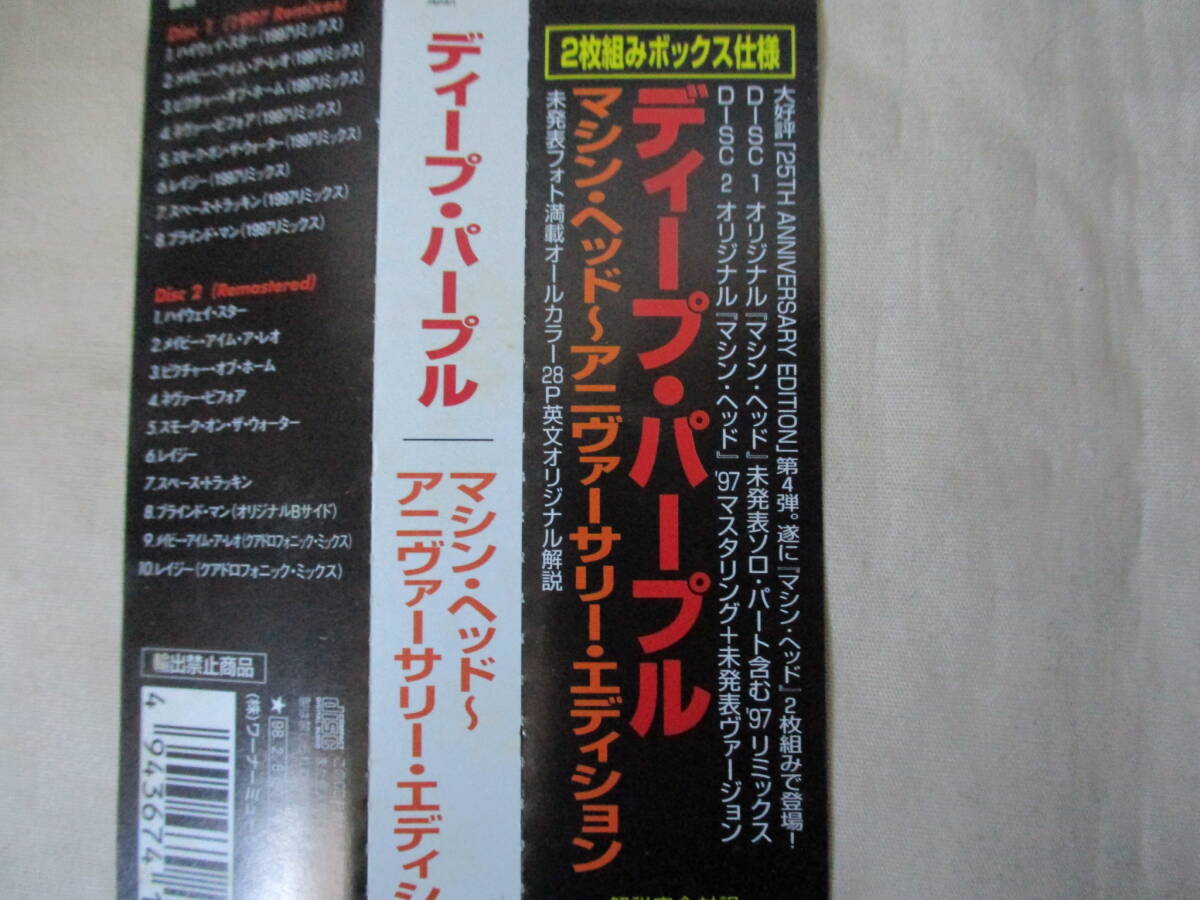 2枚組みボックス仕様
大好評「25TH ANNIVERSARY EDITION」第4弾。遂に『マシン・ヘッド』2枚組みで登場！
DISC 1 オリジナル『マシン・ヘッド』未発表ソロ・パート含む'97リミックス
DISC 2 オリジナル『マシン・ヘッド』'97マスタリング＋未発表ヴァージョン
ディープ・パープル
マシン・ヘッド〜アニヴァーサリー・エディション
未発表フォト満載オールカラー28P英文オリジナル解説
ディープ・パープル
マシン・ヘッド〜
アニヴァーサリー・エディシ
Disc 1 (1997 Remixes)
1.ハイウェイ・スター(1997リミックス)
2.メイビー・アイム・ア・レオ(1997リミックス)
3.ピクチャー・オブ・ホーム(1997リミックス)
4.ネヴァー・ビフォア(1997リミックス)
5.スモーク・オン・ザ・ウォーター(1997リミックス)
6.レイジー(1997リミックス)
7.スペース・トラッキン(1997リミックス)
8.ブラインド・マン(1997リミックス)
Disc 2 (Remastered)
1.ハイウェイ・スター
2.メイビー・アイム・ア・レオ
3.ピクチャー・オブ・ホーム
4.ネヴァー・ビフォア
5.スモーク・オン・ザ・ウォーター
6.レイジー
7.スペース・トラッキン
8.ブラインド・マン(オリジナルBサイド)
9.メイビー・アイム・ア・レオ(クアドロフォニック・ミックス)
10.レイジー(クアドロフォニック・ミックス)
輸出禁止商品
disc
★
98.2.6
(株)ワーナーミュ
4 943674 1